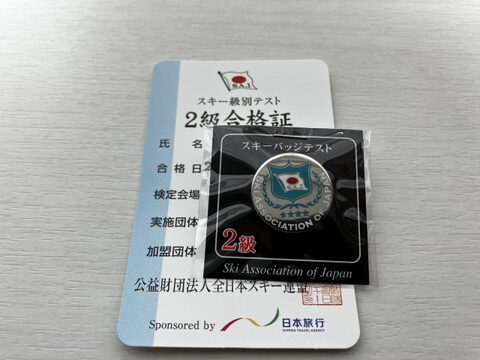 SAJ
スキー級別テスト
2級合格証
氏 名
合格日 2
検定会場
実施団体
加盟団体
公益財団法人全日本スキー連盟
Sponsored by
日本旅行
NIPPON TRAVEL AGENCY
スキーバッジテスト
SAJ
SKI ASSOCIATION OF JAPAN
2級
Ski Association of Japan